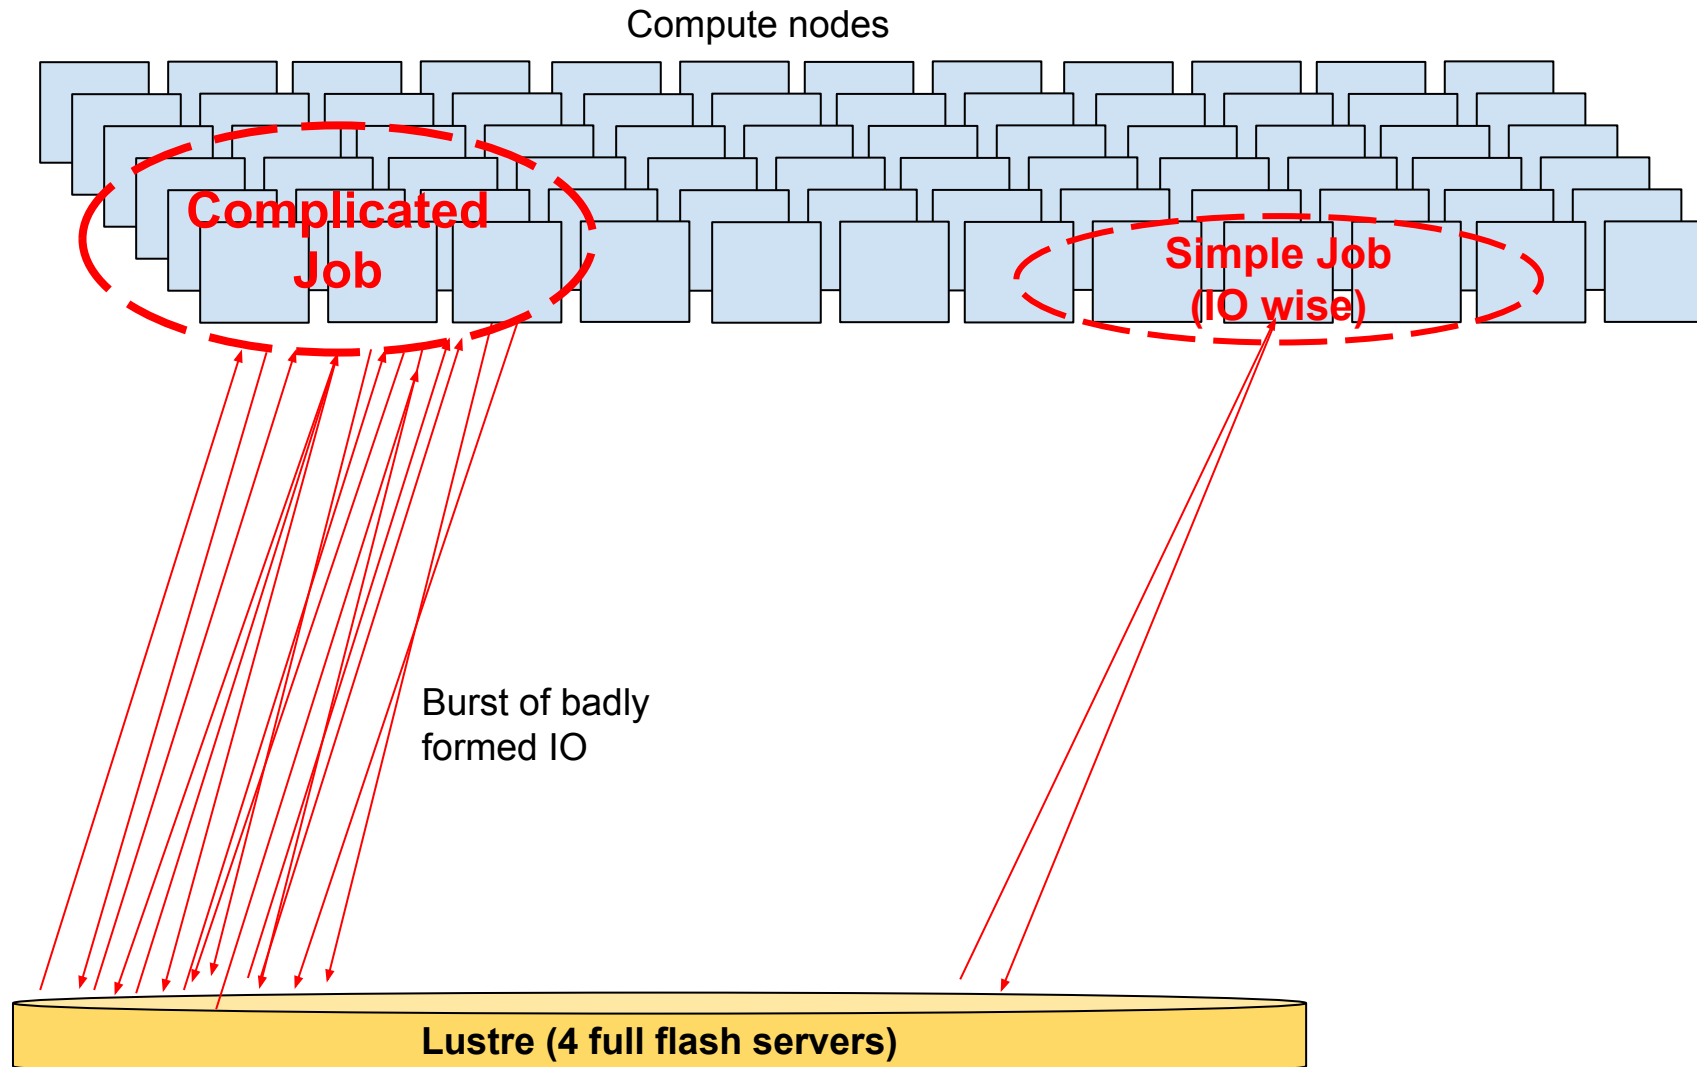 Compute nodes
Complicated
Job
Simple Job
(IO wise)
Burst of badly
formed IO
Lustre (4 full flash servers)